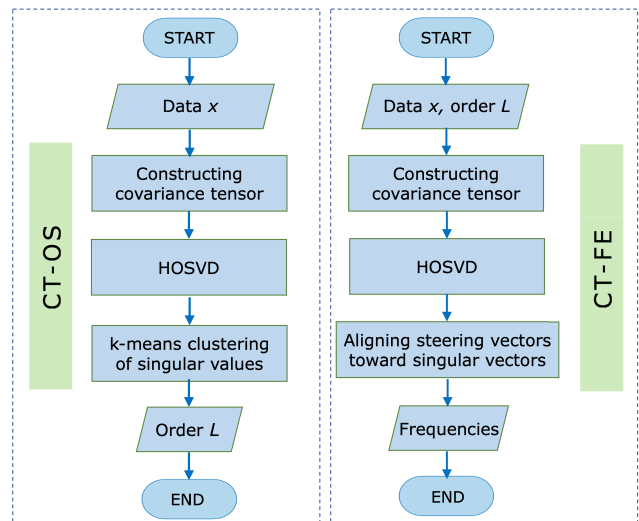 START
Data x
Constructing
covariance tensor
HOSVD
k-means clustering
of singular values
Order L
END
CT-OS
START
Data x, order L
Constructing
covariance tensor
HOSVD
Aligning steering vectors
toward singular vectors
Frequencies
END
CT-FE